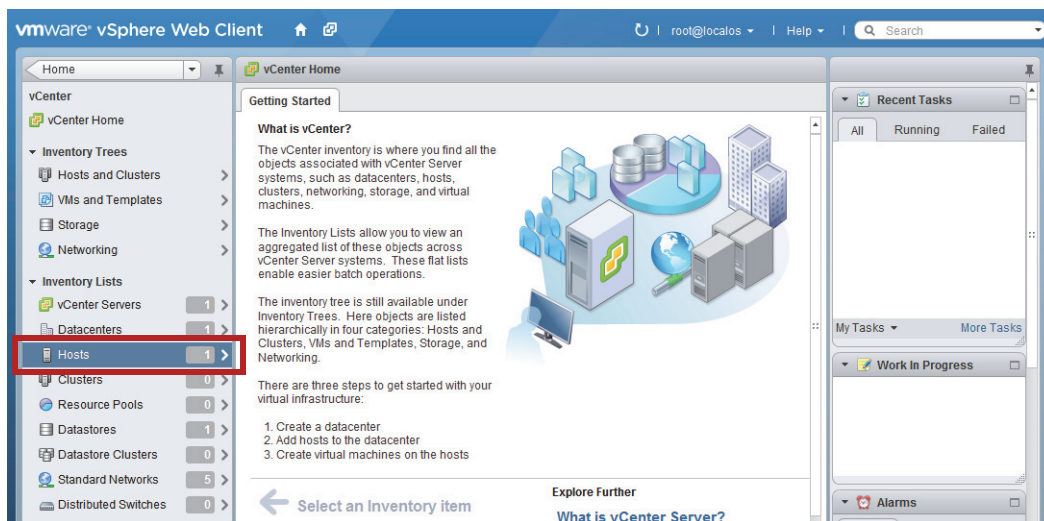 vmware® vSphere Web Client
root@localos
Help
Search
Home
vCenter
vCenter Home
Inventory Trees
Hosts and Clusters
VMs and Templates
Storage
Networking
Inventory Lists
vCenter Servers 1
Datacenters 1
Hosts 1
Clusters 0
Resource Pools 0
Datastores 1
Datastore Clusters 0
Standard Networks 5
Distributed Switches 0
vCenter Home
Getting Started
What is vCenter?
The vCenter inventory is where you find all the
objects associated with vCenter Server
systems, such as datacenters, hosts,
clusters, networking, storage, and virtual
machines.
The Inventory Lists allow you to view an
aggregated list of these objects across
vCenter Server systems. These flat lists
enable easier batch operations.
The inventory tree is still available under
Inventory Trees. Here objects are listed
hierarchically in four categories: Hosts and
Clusters, VMs and Templates, Storage, and
Networking.
There are three steps to get started with your
virtual infrastructure:
1. Create a datacenter
2. Add hosts to the datacenter
3. Create virtual machines on the hosts
Select an Inventory item
Explore Further
What is vCenter Server?
Recent Tasks
All Running Failed
My Tasks More Tasks
Work In Progress
Alarms